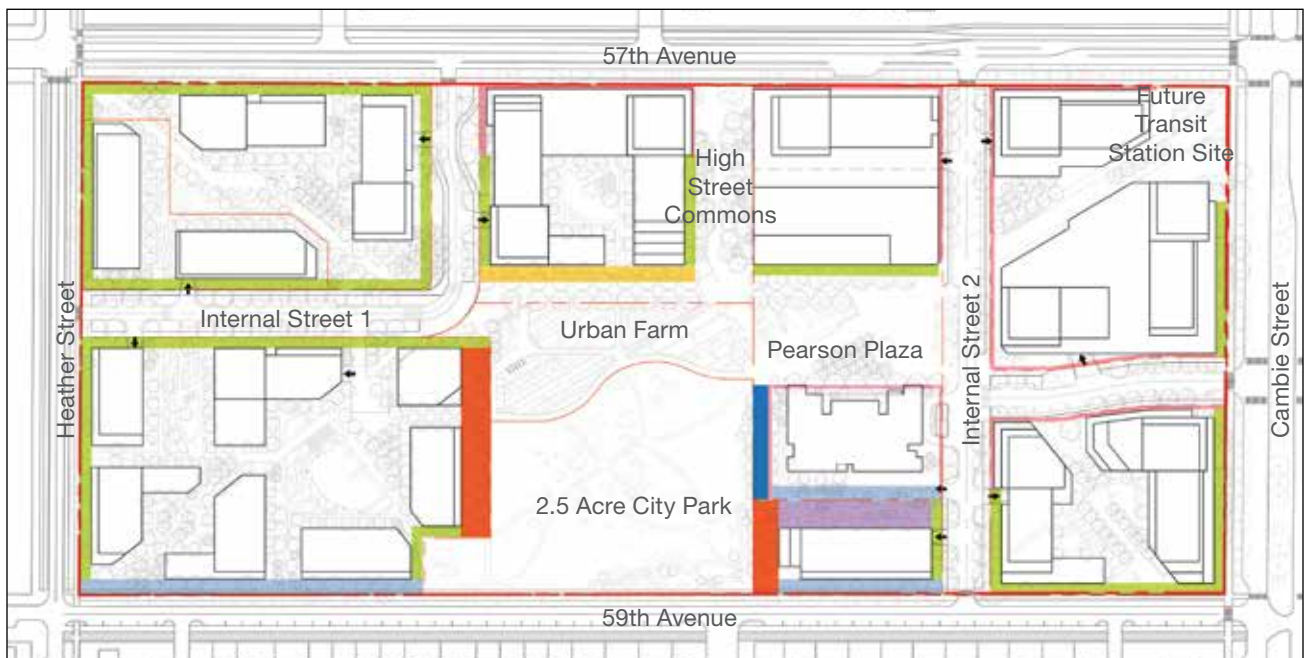 57th Avenue
Future
Transit
Station Site
High
Street
Commons
Heather Street
Internal Street 1
Urban Farm
Pearson Plaza
Internal Street 2
Cambie Street
2.5 Acre City Park
59th Avenue